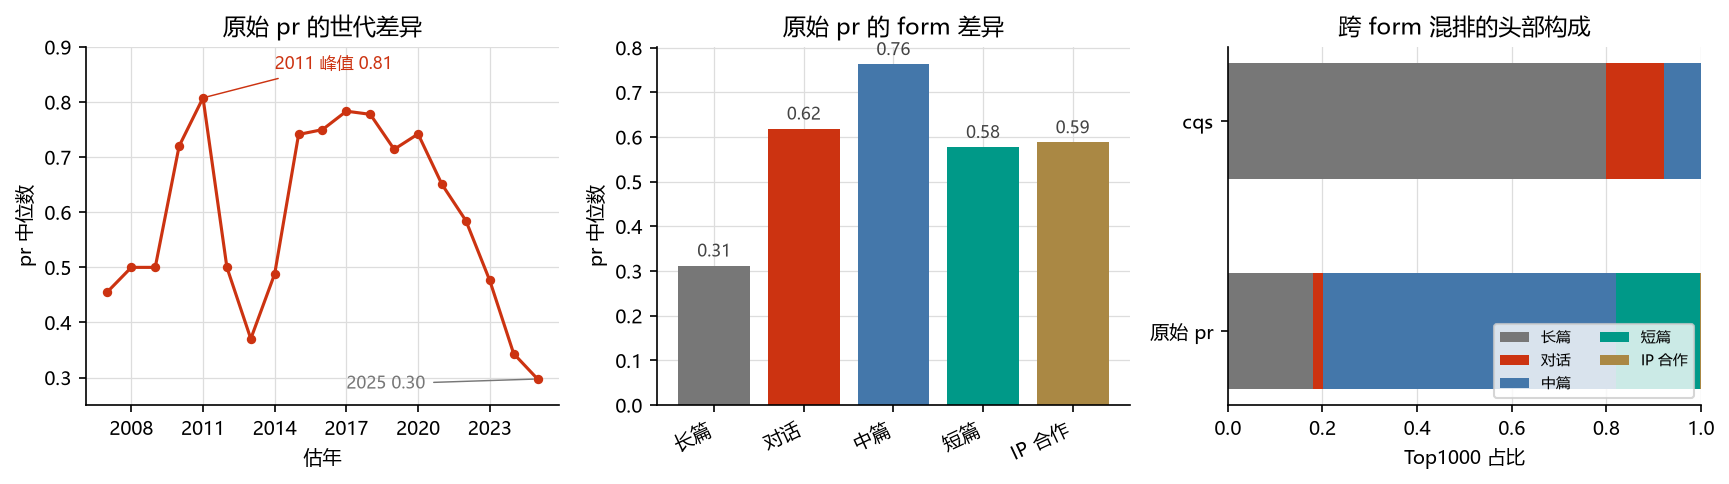 原始 pr 的世代差异
pr 中位数
0.9
0.8
0.7
0.6
0.5
0.4
0.3
2011 峰值 0.81
2025 0.30
2008
2011
2014
2017
2020
2023
估年
原始 pr 的 form 差异
pr 中位数
0.8
0.7
0.6
0.5
0.4
0.3
0.2
0.1
0.0
0.31
0.62
0.76
0.58
0.59
长篇
对话
中篇
短篇
IP 合作
跨 form 混排的头部构成
cqs
原始 pr
长篇
对话
中篇
短篇
IP 合作
0.0
0.2
0.4
0.6
0.8
1.0
Top1000 占比